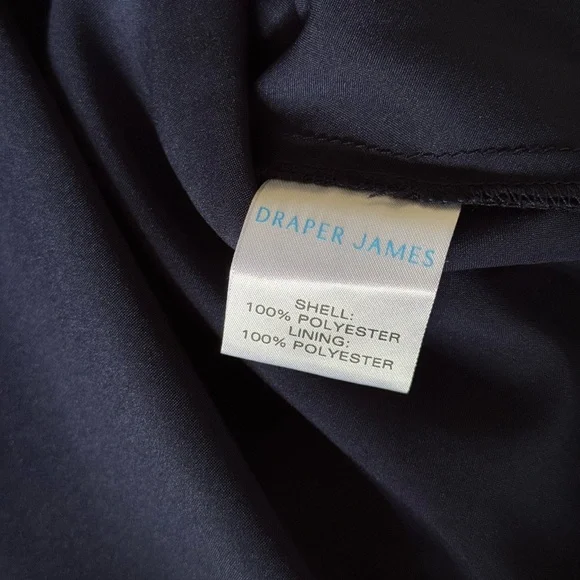 DRAPER JAMES
SHELL:
100% POLYESTER
LINING:
100% POLYESTER